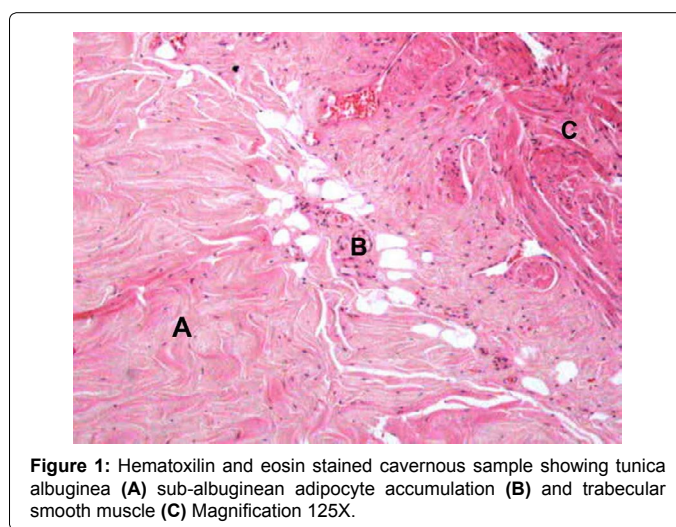 C
B
A
Figure 1: Hematoxilin and eosin stained cavernous sample showing tunica
albuginea (A) sub-albuginean adipocyte accumulation (B) and trabecular
smooth muscle (C) Magnification 125X.